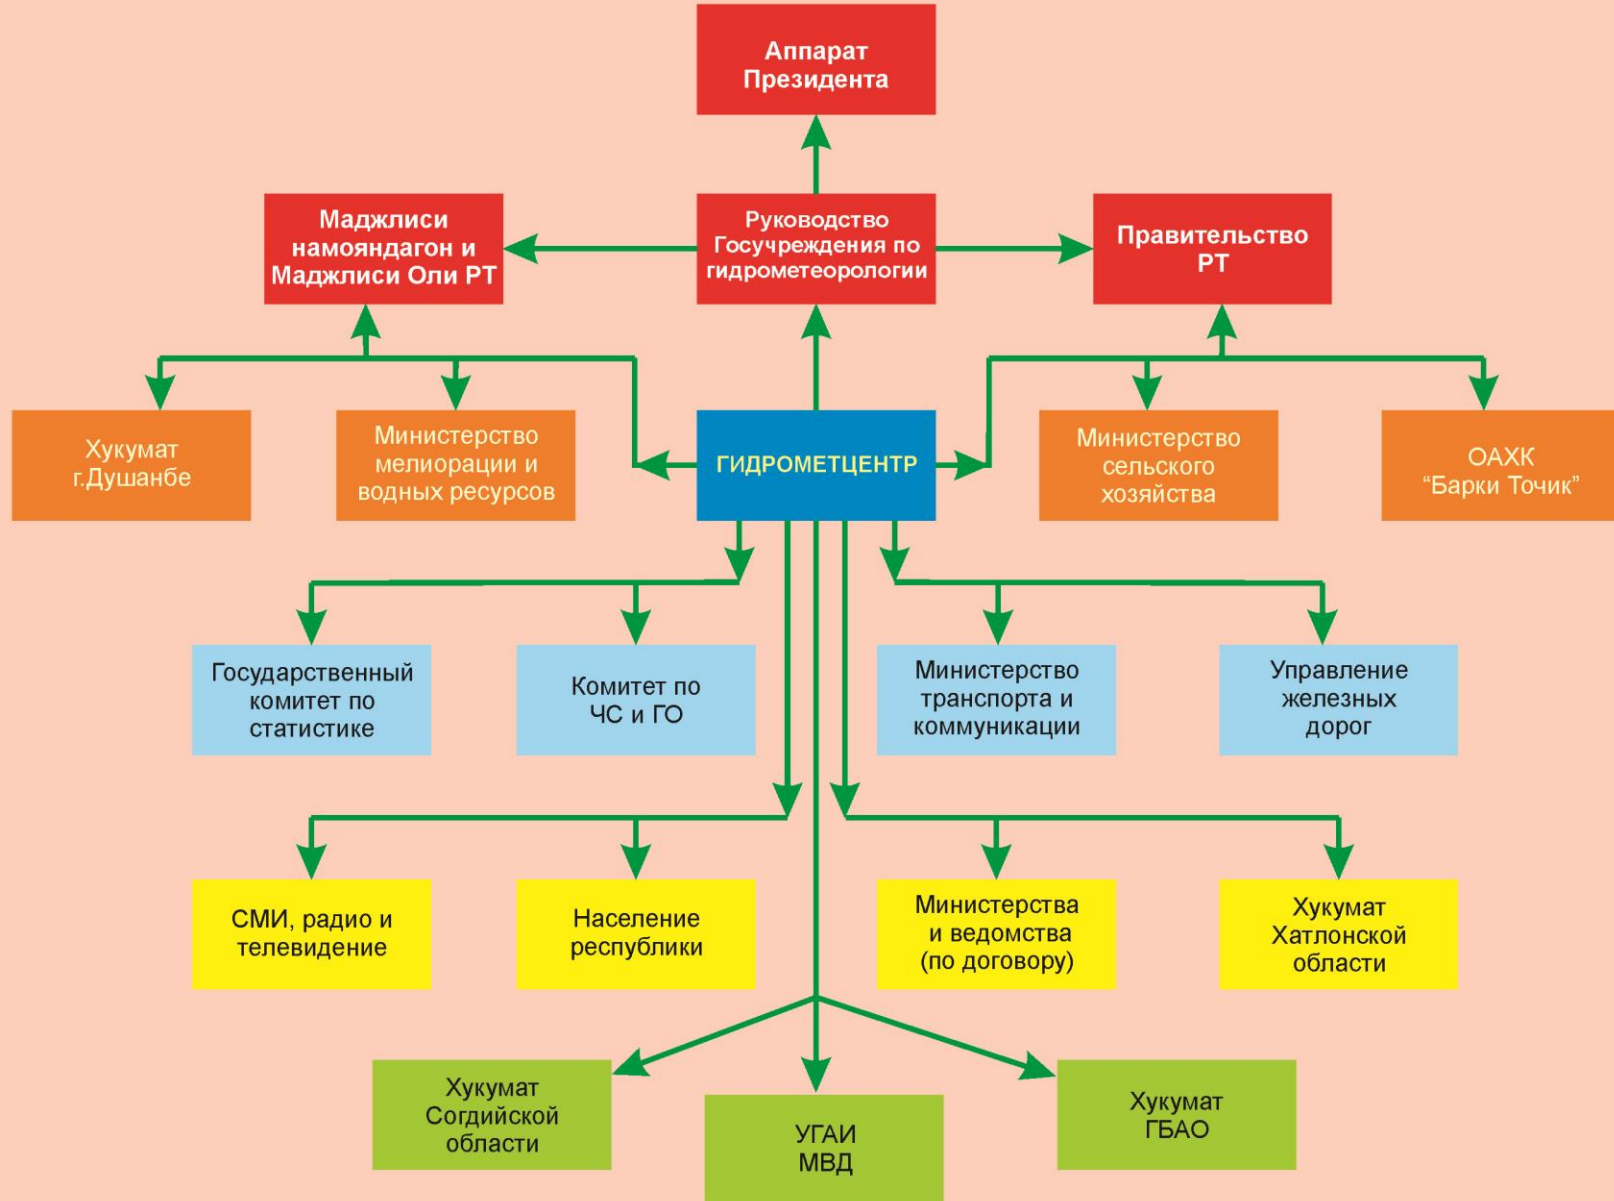 Аппарат
Президента
Маджлиси
намояндагон и
Маджлиси Оли РТ
Руководство
Госучреждения по
гидрометеорологии
Правительство
РТ
Хукумат
г.Душанбе
Министерство
мелиорации и
водных ресурсов
ГИДРОМЕТЦЕНТР
Министерство
сельского
хозяйства
ОАХК
“Барки Точик”
Государственный
комитет по
статистике
Комитет по
ЧС и ГО
Министерство
транспорта и
коммуникации
Управление
железных
дорог
СМИ, радио и
телевидение
Население
республики
Министерства
и ведомства
(по договору)
Хукумат
Хатлонской
области
Хукумат
Согдийской
области
УГАИ
МВД
Хукумат
ГБАО